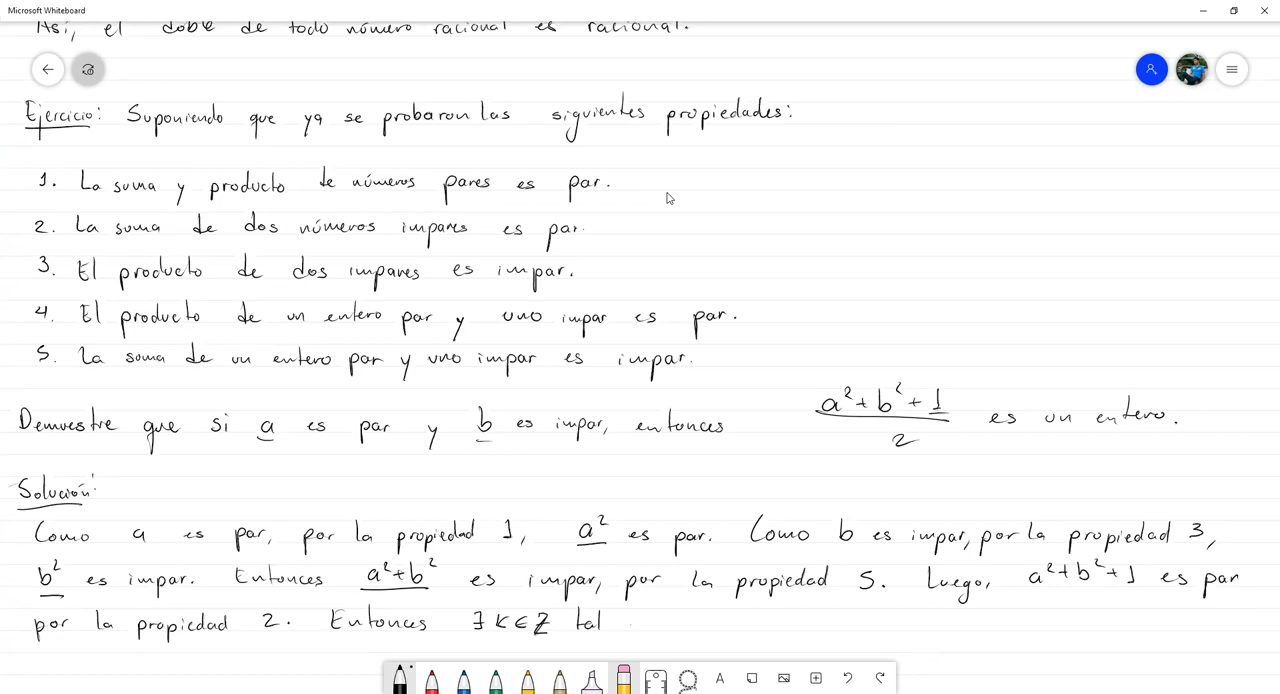 Microsoft Whiteboard
Así, el doble de todo número racional es racional.
Ejercicio: Suponiendo que ya se probaron las siguientes propiedades:
1. La suma y producto de números pares es par.
2. La suma de dos números impares es par.
3. El producto de dos impares es impar.
4. El producto de un entero par y uno impar es par.
5. La suma de un entero par y uno impar es impar.
Demuestre que si a es par y b es impar, entonces (a² + b² + 1)/2 es un entero.
Solución:
Como a es par, por la propiedad 1, a² es par. Como b es impar, por la propiedad 3,
b² es impar. Entonces a² + b² es impar, por la propiedad 5. Luego, a² + b² + 1 es par
por la propiedad 2. Entonces ∃ k ∈ ℤ tal
A